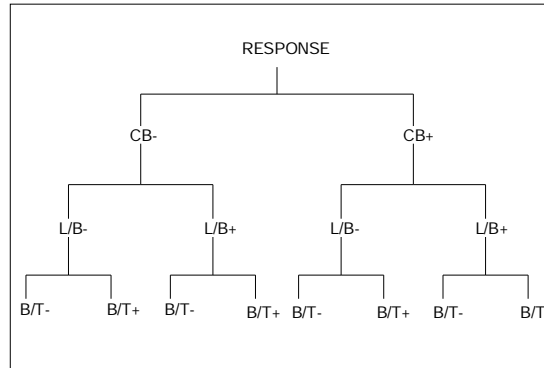 RESPONSE
CB- CB+
L/B- L/B+ L/B- L/B+
B/T- B/T+ B/T- B/T+ B/T- B/T+ B/T- B/T